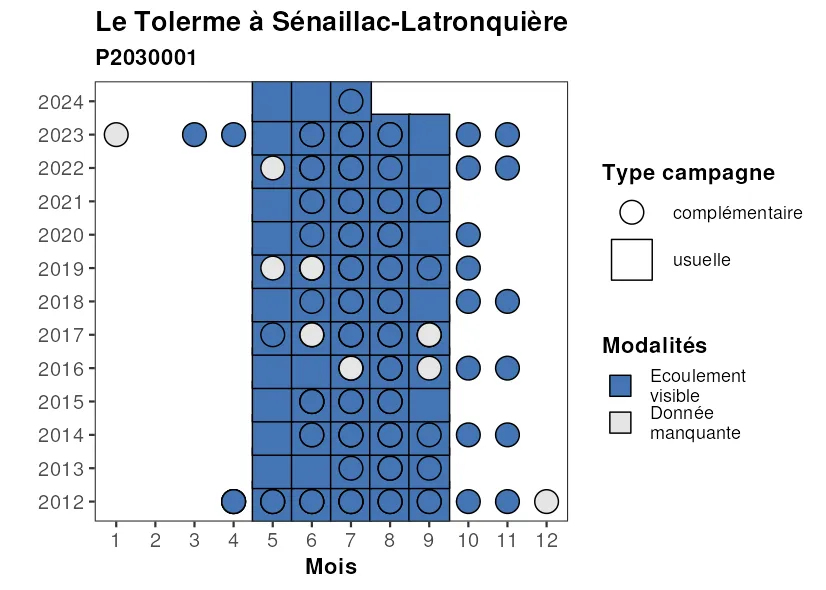 Le Tolerme à Sénaillac-Latronquière
P2030001
2024
2023
2022
2021
2020
2019
2018
2017
2016
2015
2014
2013
2012
1 2 3 4 5 6 7 8 9 10 11 12
Mois
Type campagne
complémentaire
usuelle
Modalités
Ecoulement
visible
Donnée
manquante